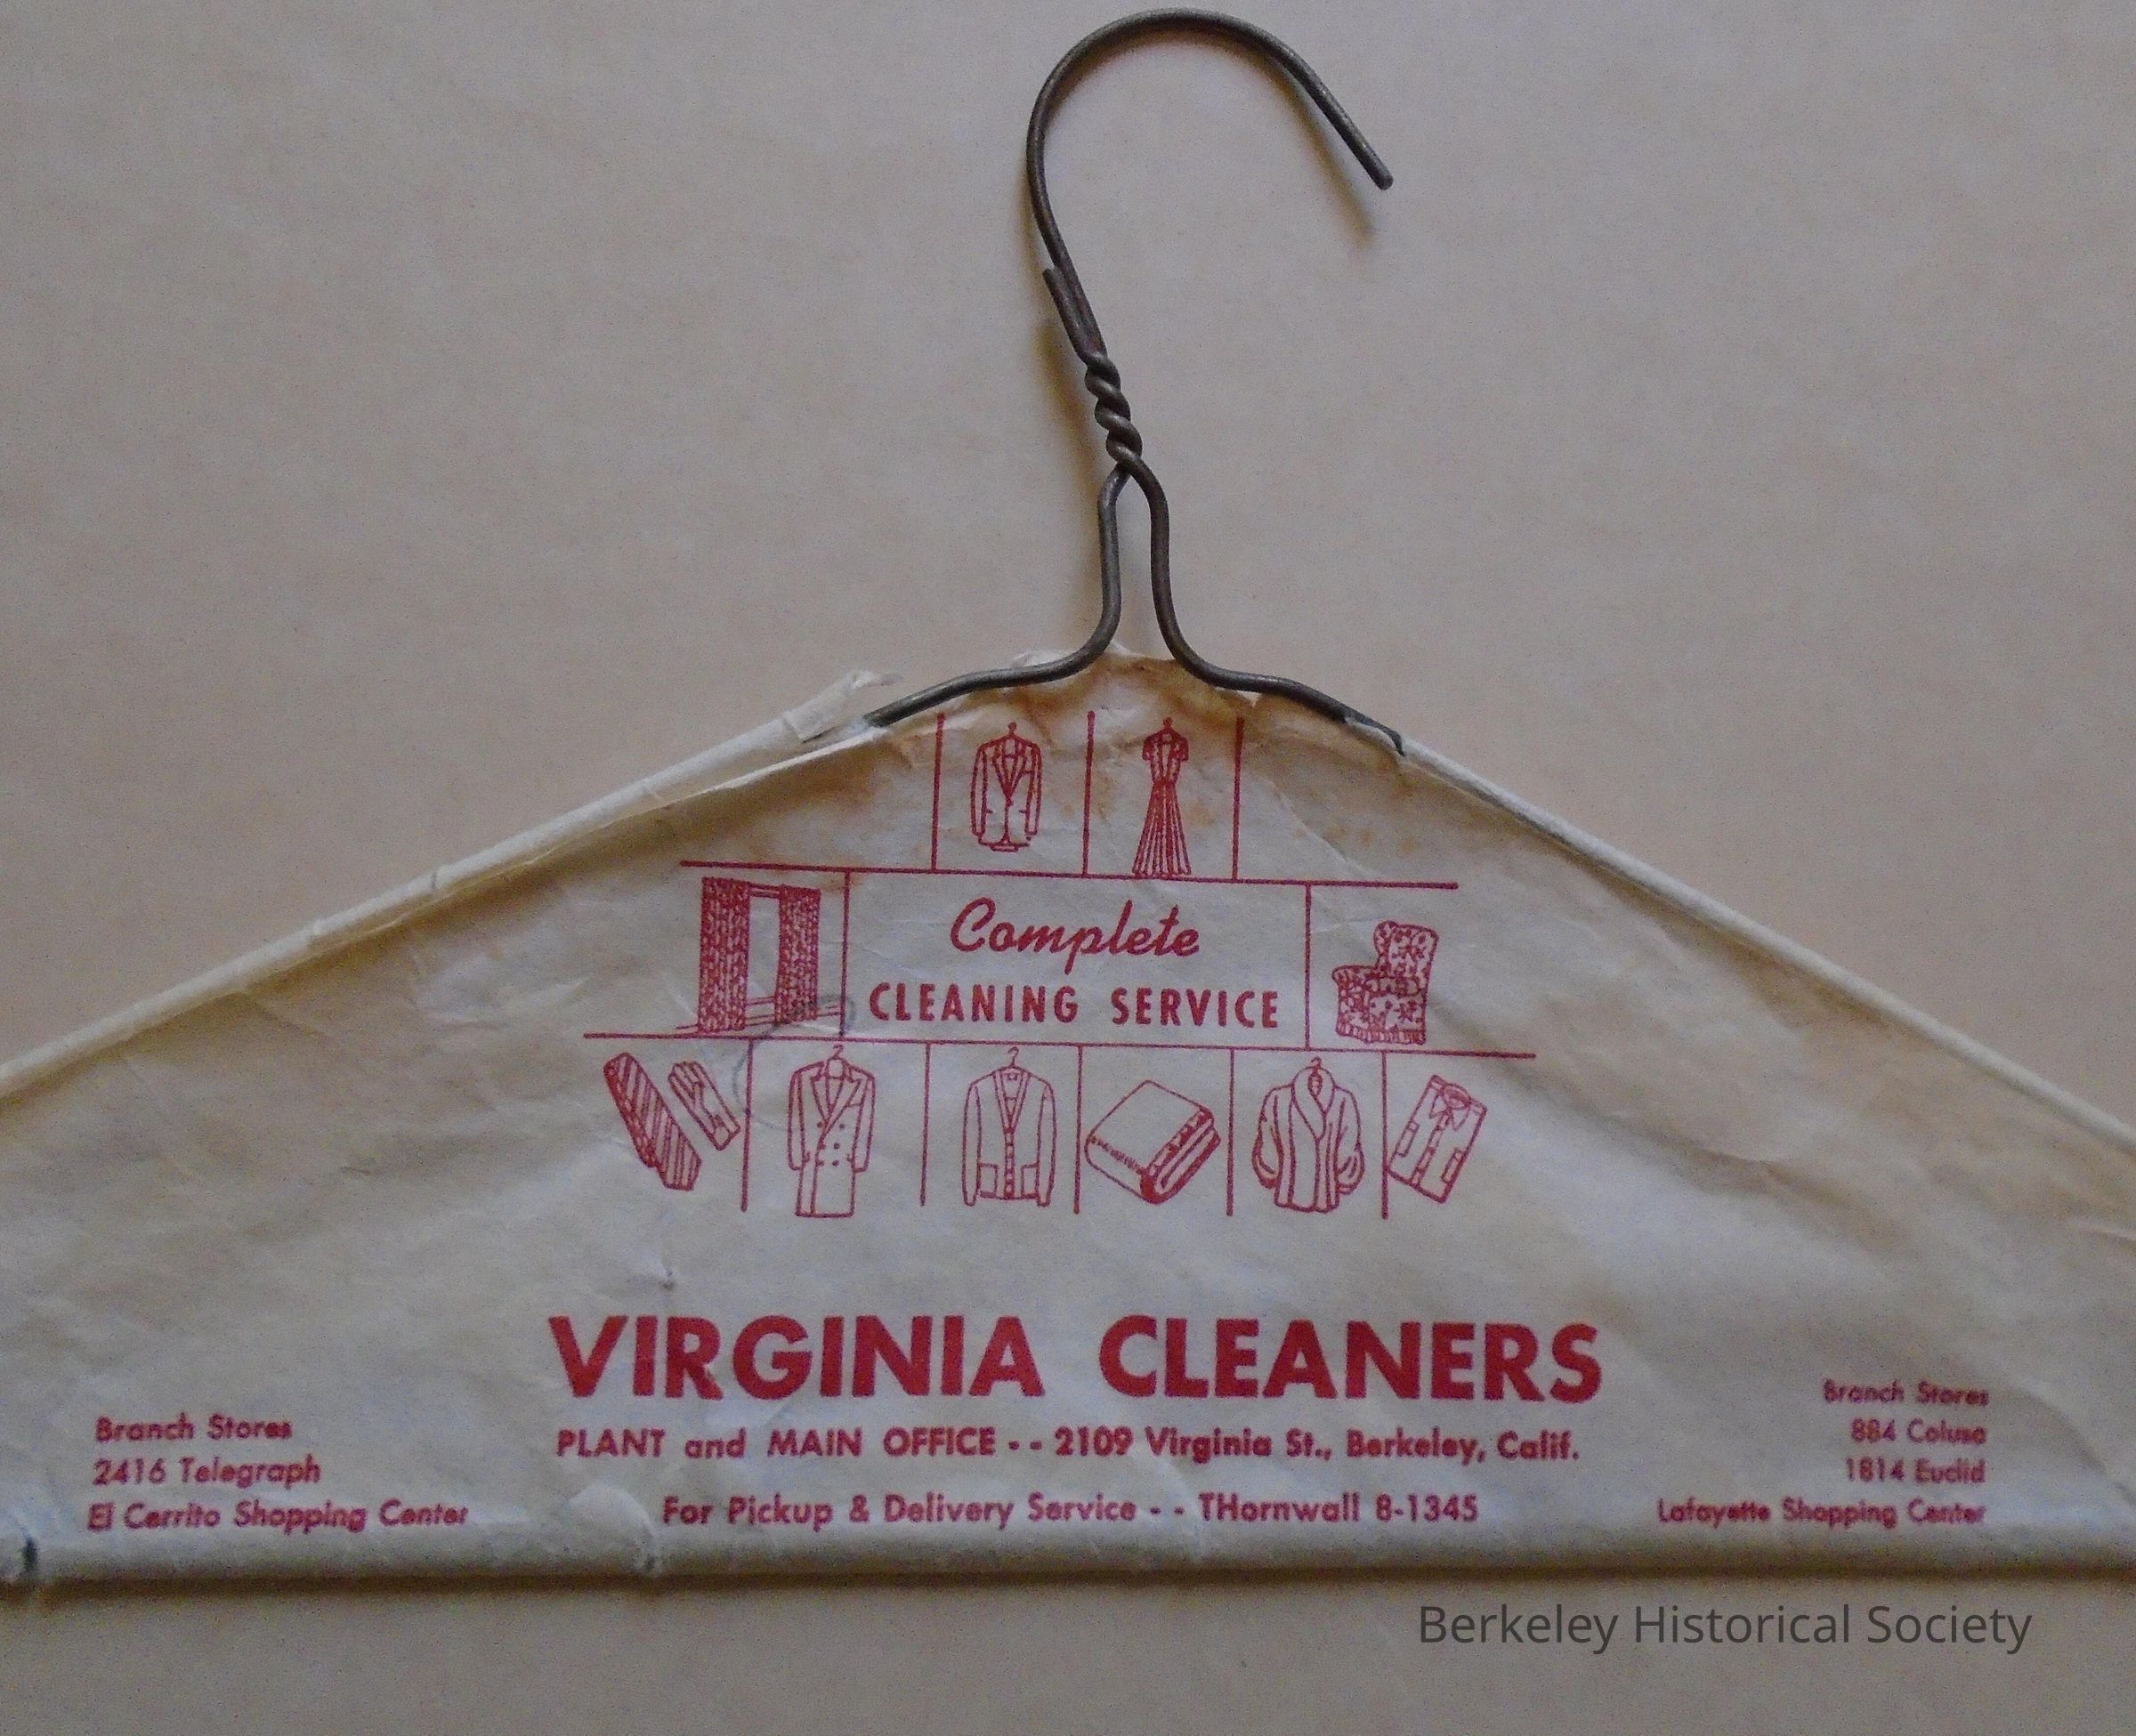 Complete
CLEANING SERVICE
VIRGINIA CLEANERS
PLANT and MAIN OFFICE - - 2109 Virginia St., Berkeley, Calif.
For Pickup & Delivery Service - - THornwall 8-1345
Branch Stores
2416 Telegraph
El Cerrito Shopping Center
Branch Stores
884 Colusa
1814 Euclid
Lafayette Shopping Center
Berkeley Historical Society